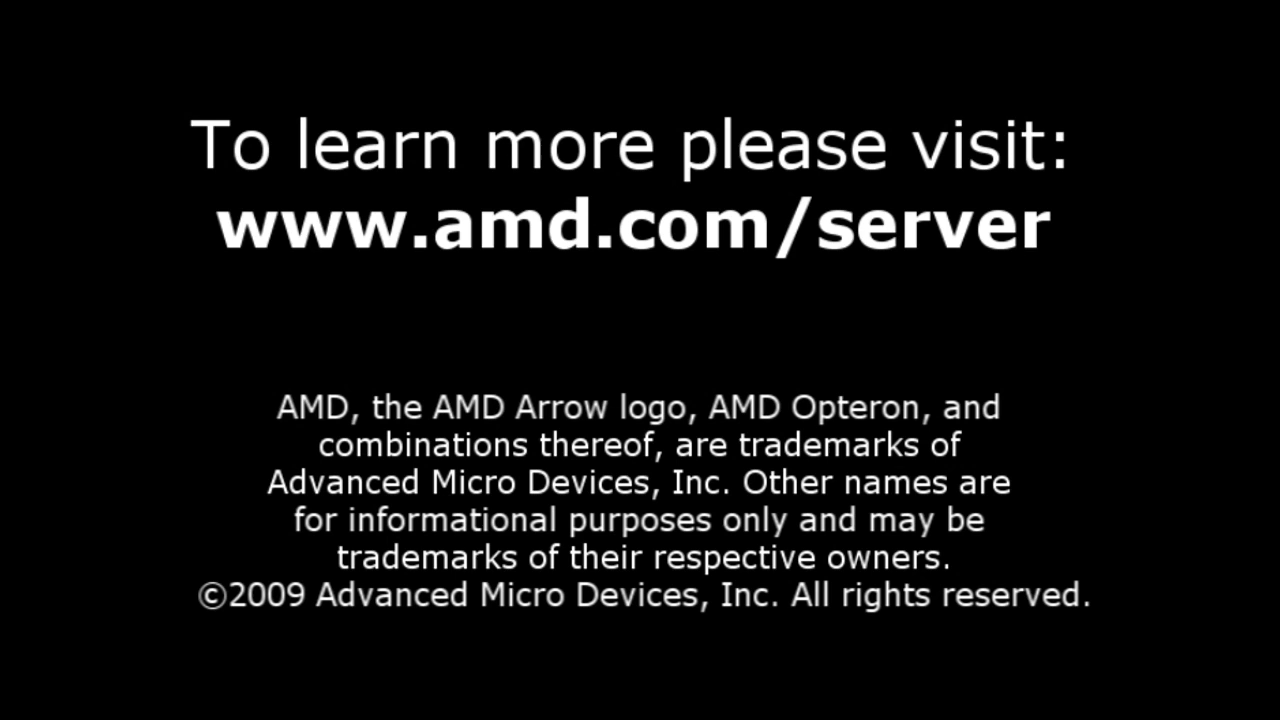 To learn more please visit:
www.amd.com/server
AMD, the AMD Arrow logo, AMD Opteron, and
combinations thereof, are trademarks of
Advanced Micro Devices, Inc. Other names are
for informational purposes only and may be
trademarks of their respective owners.
©2009 Advanced Micro Devices, Inc. All rights reserved.